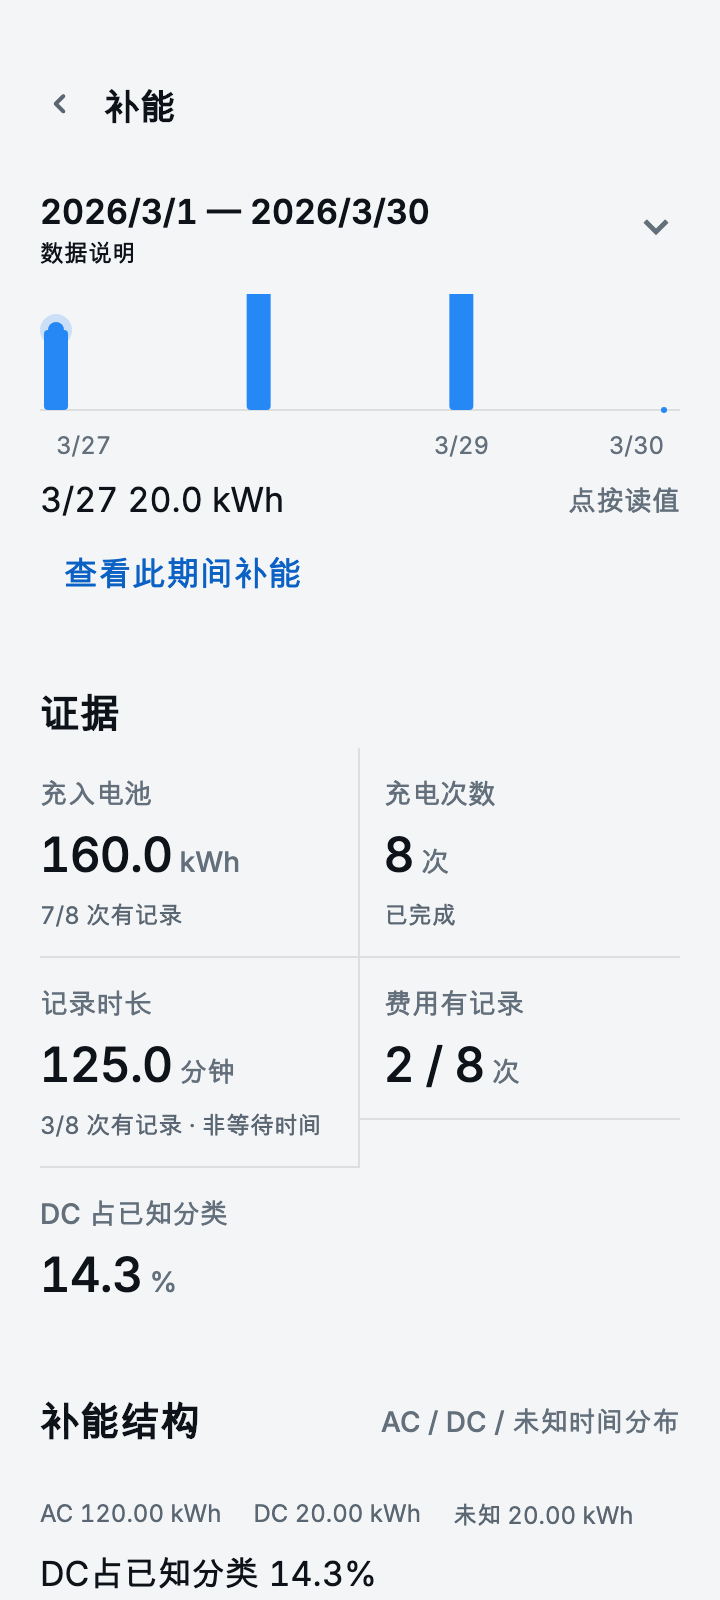 补能
2026/3/1 — 2026/3/30
数据说明
3/27 3/29 3/30
3/27 20.0 kWh 点按读值
查看此期间补能
证据
充入电池 充电次数
160.0 kWh 8 次
7/8 次有记录 已完成
记录时长 费用有记录
125.0 分钟 2 / 8 次
3/8 次有记录 · 非等待时间
DC 占已知分类
14.3 %
补能结构 AC / DC / 未知时间分布
AC 120.00 kWh DC 20.00 kWh 未知 20.00 kWh
DC占已知分类 14.3%